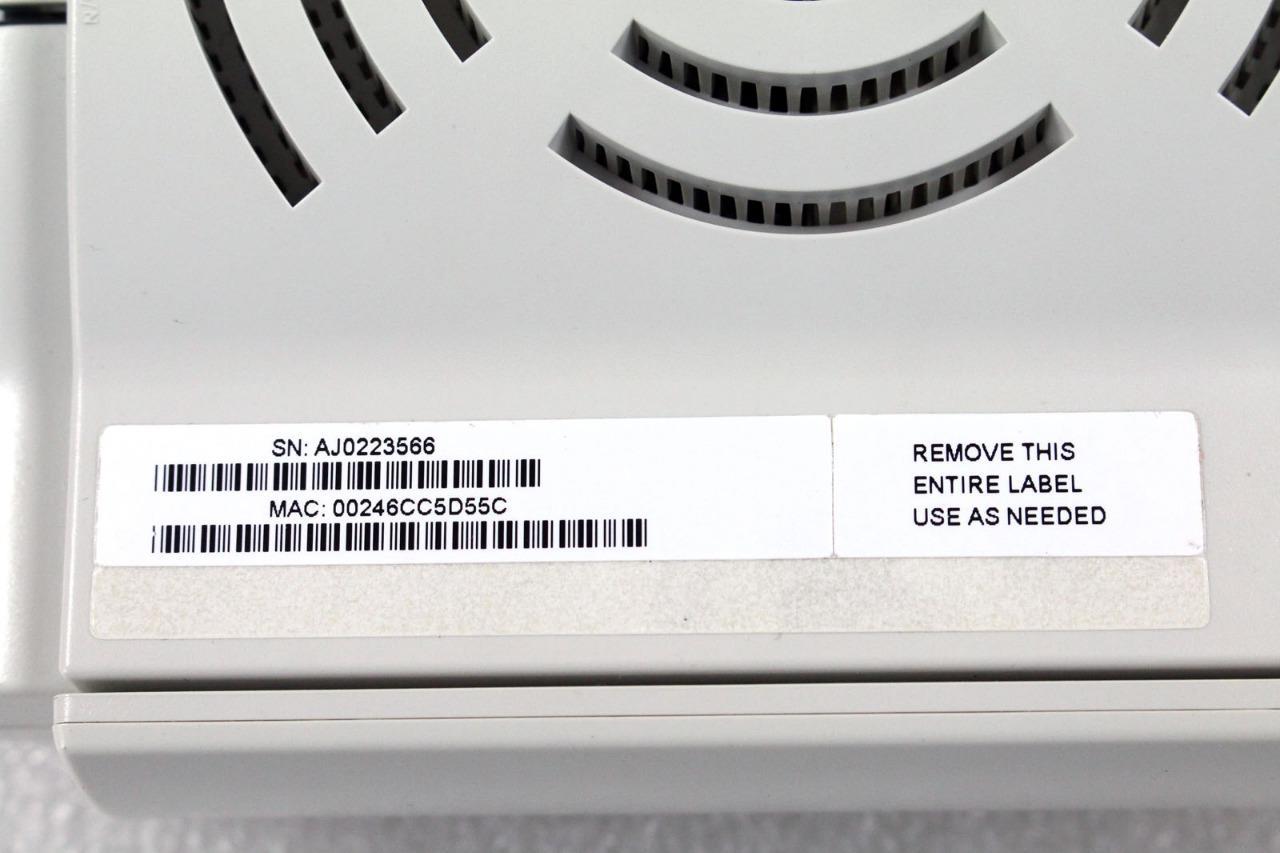 SN: AJ0223566
MAC: 00246CC5D55C
REMOVE THIS
ENTIRE LABEL
USE AS NEEDED